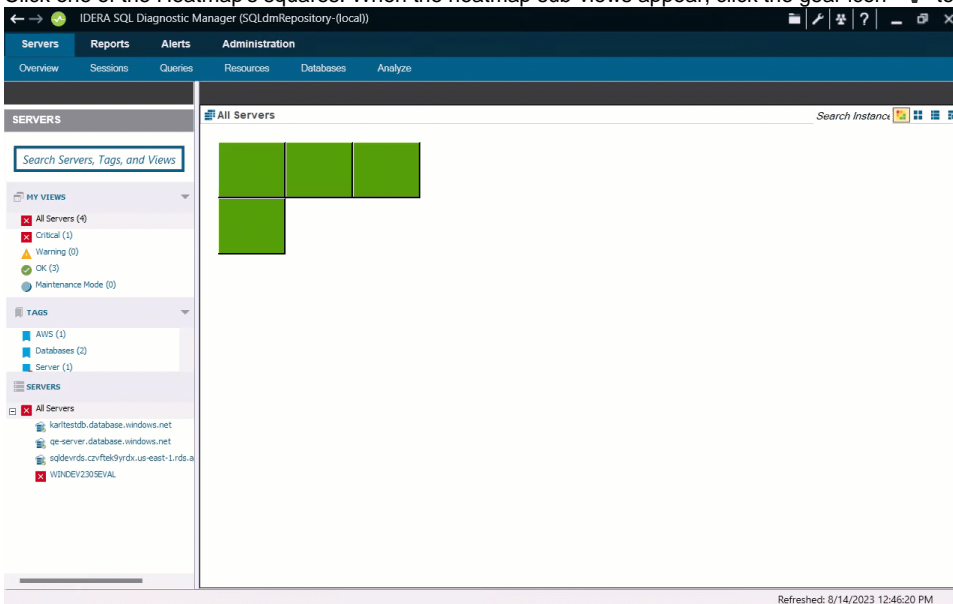 Click one of the Heatmap's squares. When the heatmap sub-views appear, click the gear icon to
IDERA SQL Diagnostic Manager (SQLdmRepository-(local))
Servers Reports Alerts Administration
Overview Sessions Queries Resources Databases Analyze
SERVERS
All Servers
Search Instance
Search Servers, Tags, and Views
MY VIEWS
All Servers (4)
Critical (1)
Warning (0)
OK (3)
Maintenance Mode (0)
TAGS
AWS (1)
Databases (2)
Server (1)
SERVERS
All Servers
karltestdb.database.windows.net
qe-server.database.windows.net
sqldevrds.czvftek9yrdx.us-east-1.rds.a
WINDEV2305EVAL
Refreshed: 8/14/2023 12:46:20 PM